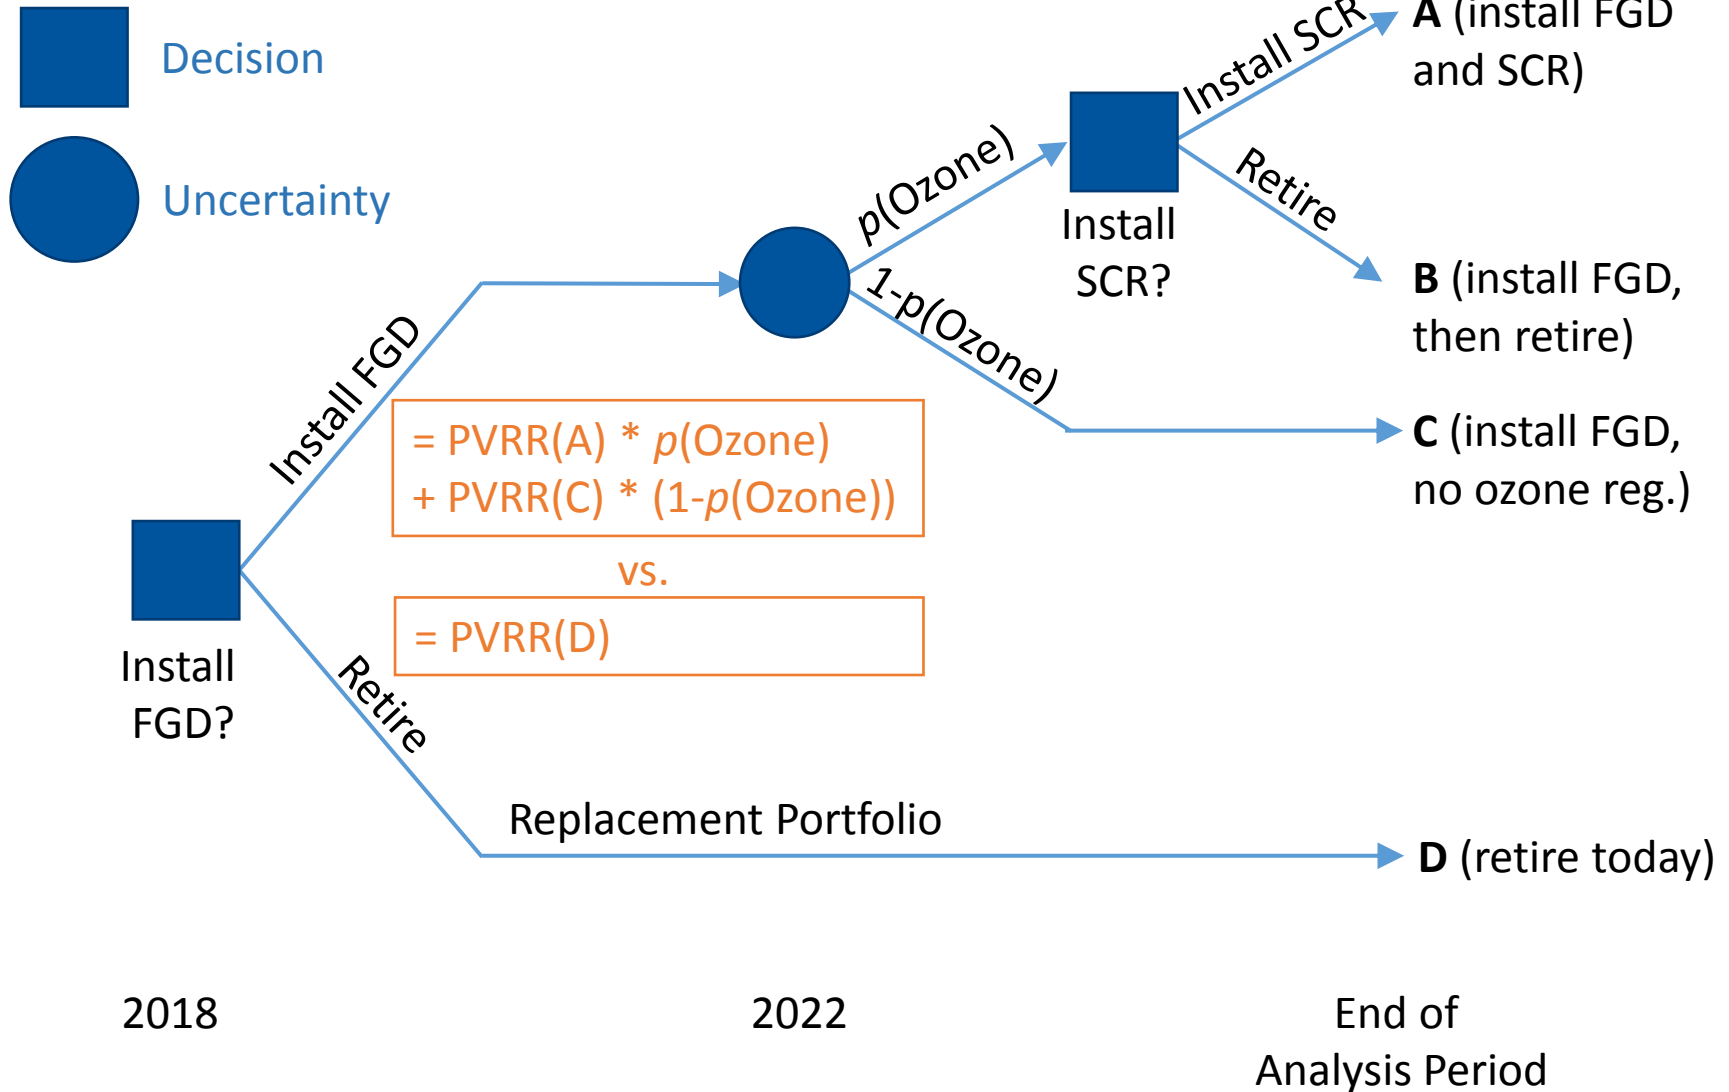 Decision
Uncertainty
Install SCR
A (install FGD
and SCR)
p(Ozone)
Install
SCR?
Retire
B (install FGD,
then retire)
1-p(Ozone)
C (install FGD,
no ozone reg.)
Install FGD
= PVRR(A) * p(Ozone)
+ PVRR(C) * (1-p(Ozone))
vs.
= PVRR(D)
Install
FGD?
Retire
Replacement Portfolio
D (retire today)
2018
2022
End of
Analysis Period